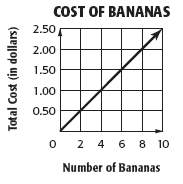 COST OF BANANAS
Total Cost (in dollars)
2.50
2.00
1.50
1.00
0.50
0 2 4 6 8 10
Number of Bananas